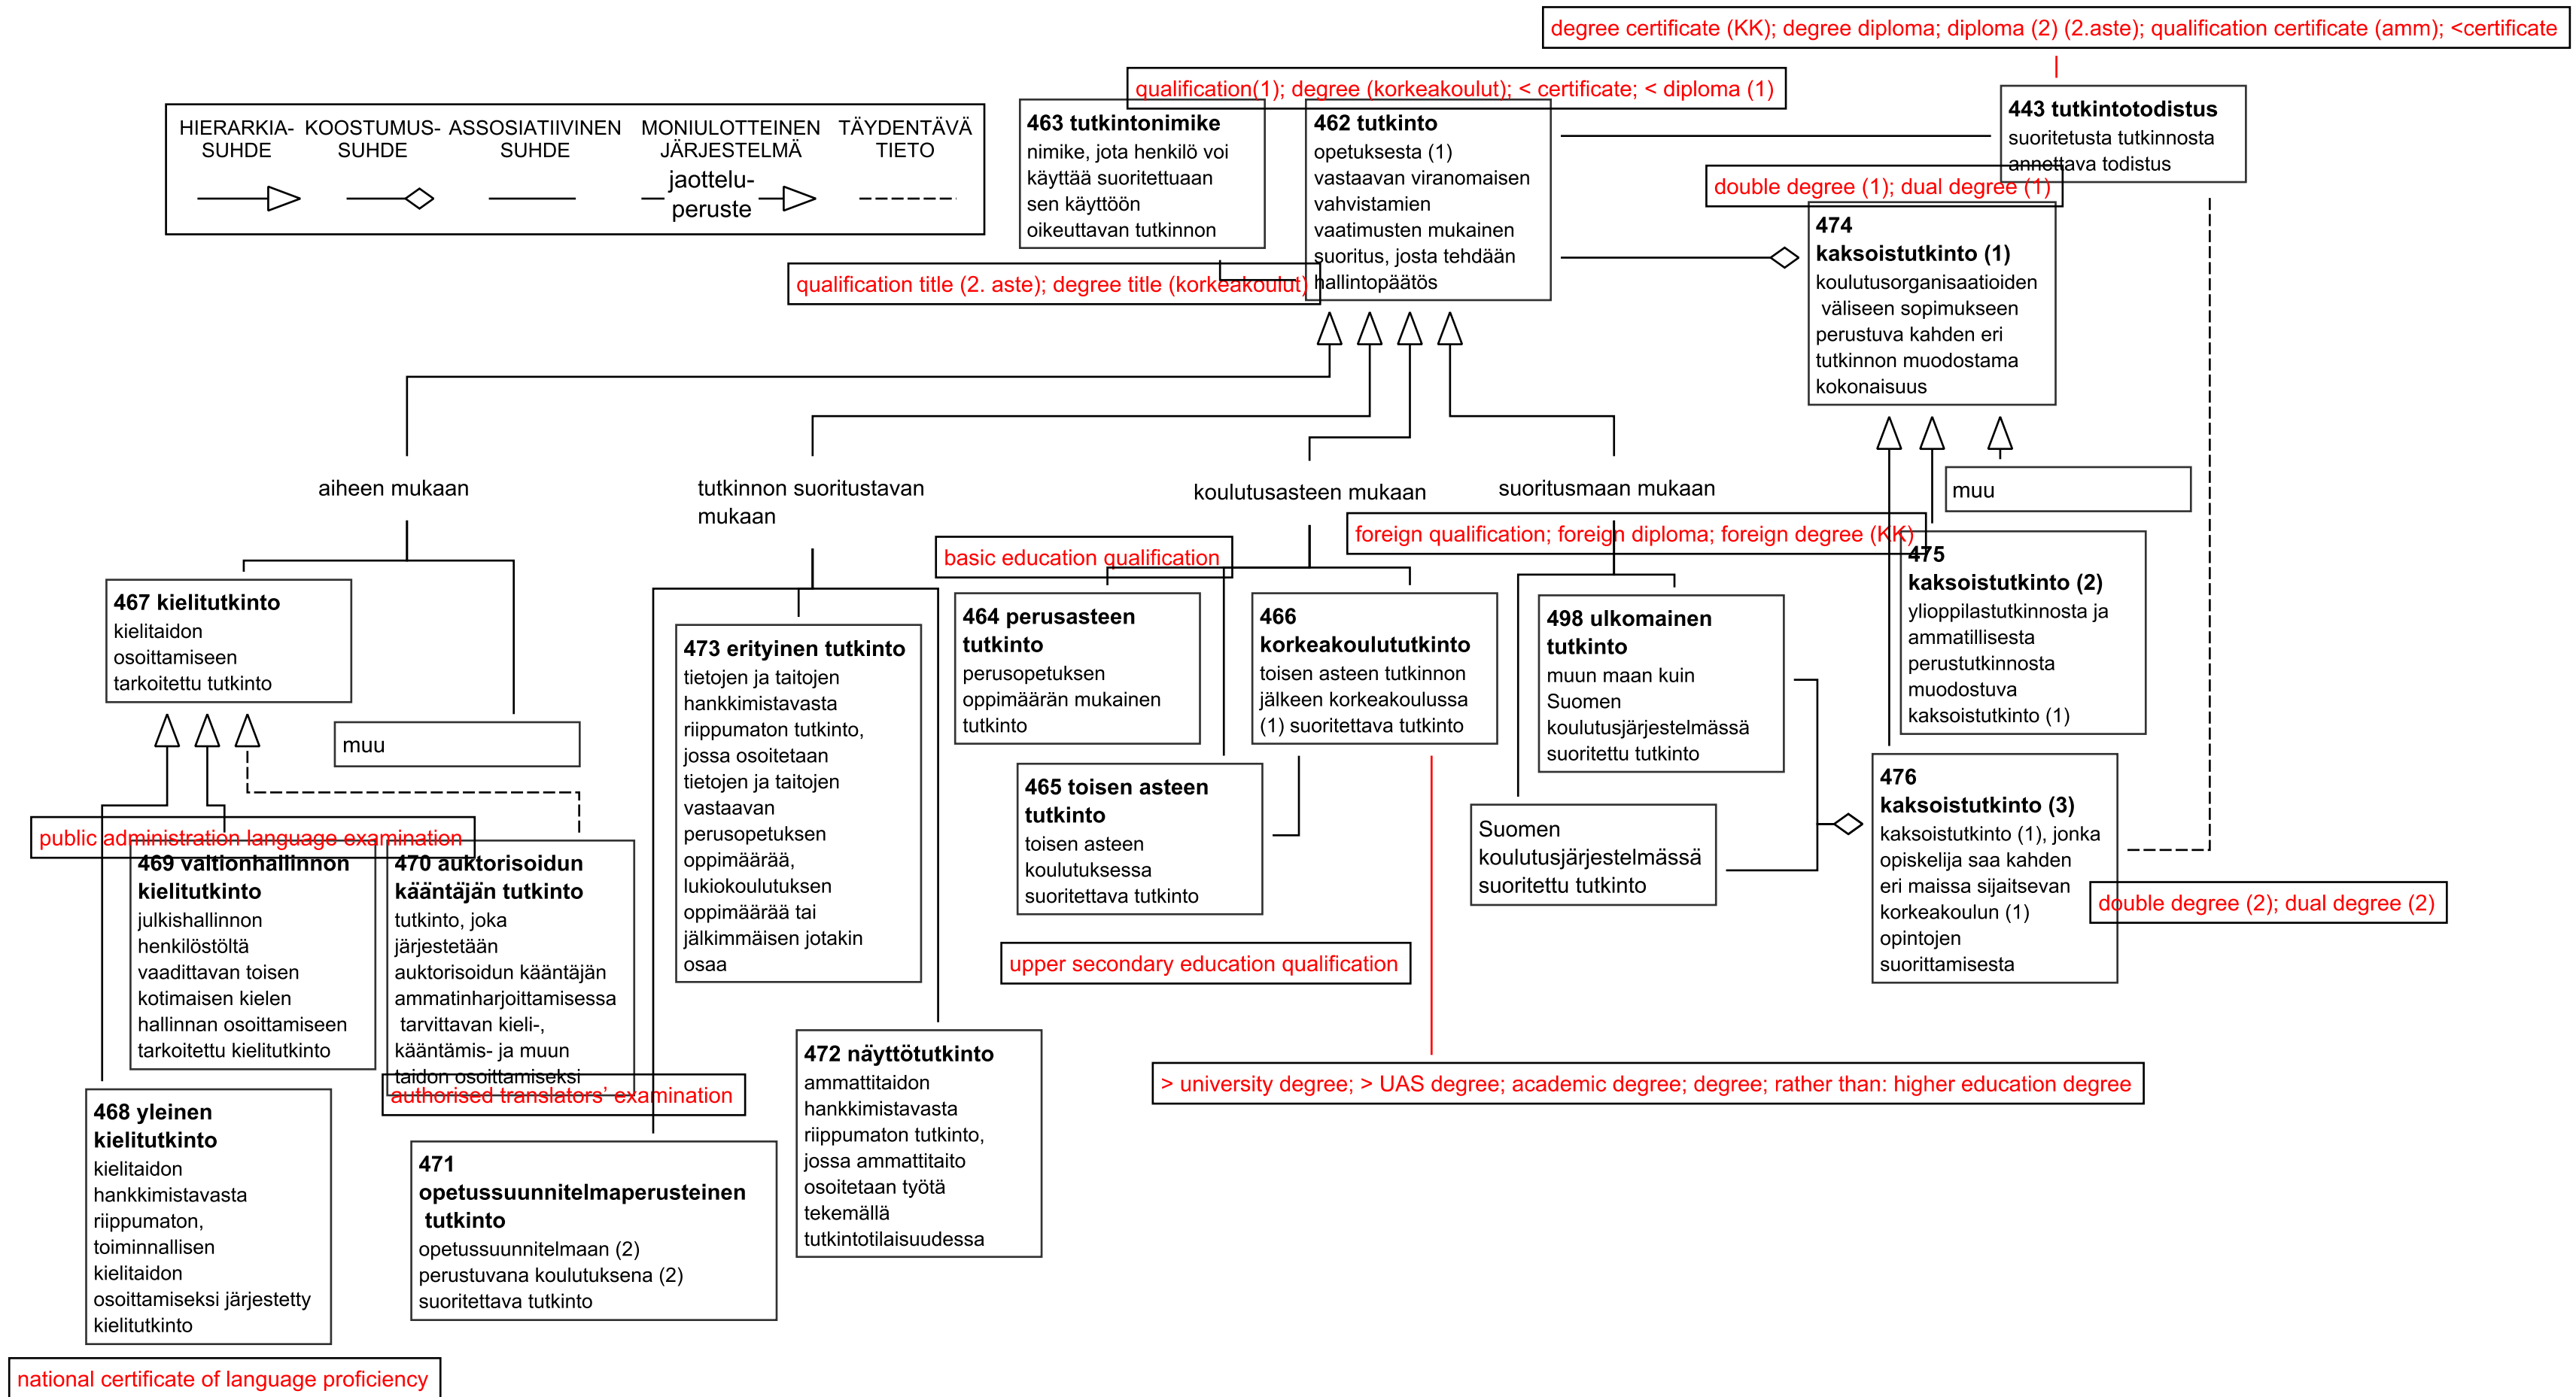 degree certificate (KK); degree diploma; diploma (2) (2.aste); qualification certificate (amm); <certificate
qualification(1); degree (korkeakoulut); < certificate; < diploma (1)
HIERARKIA-
SUHDE
KOOSTUMUS-
SUHDE
ASSOSIATIIVINEN
SUHDE
MONIULOTTEINEN
JÄRJESTELMÄ
jaottelu-
peruste
TÄYDENTÄVÄ
TIETO
463 tutkintonimike
nimike, jota henkilö voi
käyttää suoritettuaan
sen käyttöön
oikeuttavan tutkinnon
qualification title (2. aste); degree title (korkeakoulut)
462 tutkinto
opetuksesta (1)
vastaavan viranomaisen
vahvistamien
vaatimusten mukainen
suoritus, josta tehdään
hallintopäätös
443 tutkintotodistus
suoritetusta tutkinnosta
annettava todistus
double degree (1); dual degree (1)
474
kaksoistutkinto (1)
koulutusorganisaatioiden
väliseen sopimukseen
perustuva kahden eri
tutkinnon muodostama
kokonaisuus
aiheen mukaan
tutkinnon suoritustavan
mukaan
koulutusasteen mukaan
suoritusmaan mukaan
muu
basic education qualification
foreign qualification; foreign diploma; foreign degree (KK)
475
kaksoistutkinto (2)
ylioppilastutkinnosta ja
ammatillisesta
perustutkinnosta
muodostuva
kaksoistutkinto (1)
467 kielitutkinto
kielitaidon
osoittamiseen
tarkoitettu tutkinto
muu
473 erityinen tutkinto
tietojen ja taitojen
hankkimistavasta
riippumaton tutkinto,
jossa osoitetaan
tietojen ja taitojen
vastaavan
perusopetuksen
oppimäärää,
lukiokoulutuksen
oppimäärää tai
jälkimmäisen jotakin
osaa
464 perusasteen
tutkinto
perusopetuksen
oppimäärän mukainen
tutkinto
466
korkeakoulututkinto
toisen asteen tutkinnon
jälkeen korkeakoulussa
(1) suoritettava tutkinto
498 ulkomainen
tutkinto
muun maan kuin
Suomen
koulutusjärjestelmässä
suoritettu tutkinto
465 toisen asteen
tutkinto
toisen asteen
koulutuksessa
suoritettava tutkinto
Suomen
koulutusjärjestelmässä
suoritettu tutkinto
476
kaksoistutkinto (3)
kaksoistutkinto (1), jonka
opiskelija saa kahden
eri maissa sijaitsevan
korkeakoulun (1)
opintojen
suorittamisesta
double degree (2); dual degree (2)
public administration language examination
469 valtionhallinnon
kielitutkinto
julkishallinnon
henkilöstöltä
vaadittavan toisen
kotimaisen kielen
hallinnan osoittamiseen
tarkoitettu kielitutkinto
470 auktorisoidun
kääntäjän tutkinto
tutkinto, joka
järjestetään
auktorisoidun kääntäjän
ammatinharjoittamisessa
tarvittavan kieli-,
kääntämis- ja muun
taidon osoittamiseksi
authorised translators’ examination
upper secondary education qualification
> university degree; > UAS degree; academic degree; degree; rather than: higher education degree
472 näyttötutkinto
ammattitaidon
hankkimistavasta
riippumaton tutkinto,
jossa ammattitaito
osoitetaan työtä
tekemällä
tutkintotilaisuudessa
468 yleinen
kielitutkinto
kielitaidon
hankkimistavasta
riippumaton,
toiminnallisen
kielitaidon
osoittamiseksi järjestetty
kielitutkinto
471
opetussuunnitelmaperusteinen
tutkinto
opetussuunnitelmaan (2)
perustuvana koulutuksena (2)
suoritettava tutkinto
national certificate of language proficiency